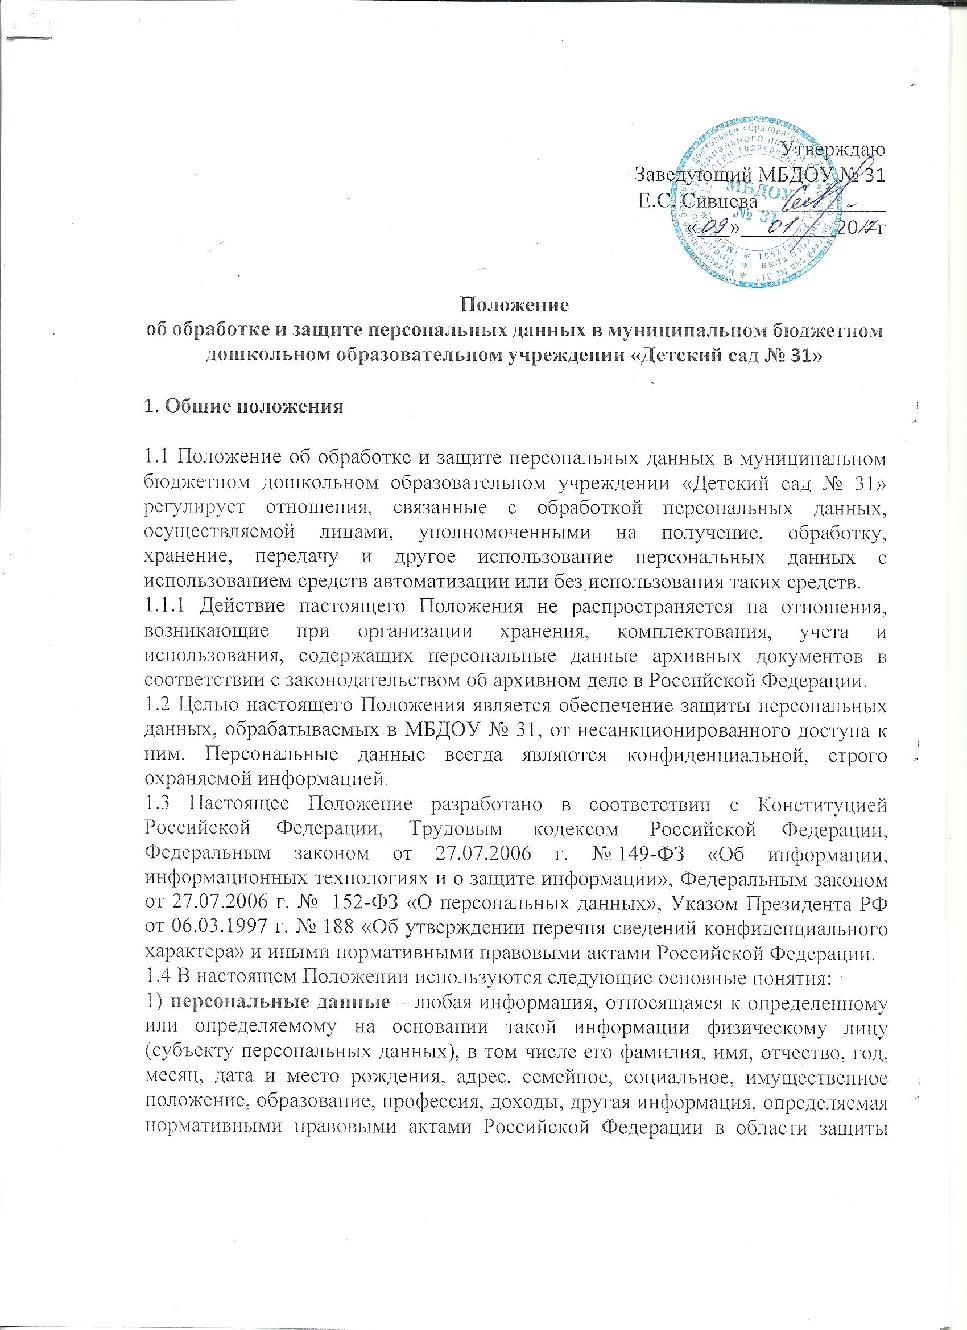 Утверждаю
Заведующий МБДОУ № 31
Е.С. Сивцева
«09» 01 2017г
МБДОУ
№ 31
Положение
об обработке и защите персональных данных в муниципальном бюджетном
дошкольном образовательном учреждении «Детский сад № 31»
1. Общие положения
1.1 Положение об обработке и защите персональных данных в муниципальном
бюджетном дошкольном образовательном учреждении «Детский сад № 31»
регулирует отношения, связанные с обработкой персональных данных,
осуществляемой лицами, уполномоченными на получение, обработку,
хранение, передачу и другое использование персональных данных с
использованием средств автоматизации или без использования таких средств.
1.1.1 Действие настоящего Положения не распространяется на отношения,
возникающие при организации хранения, комплектования, учета и
использования, содержащих персональные данные архивных документов в
соответствии с законодательством об архивном деле в Российской Федерации.
1.2 Целью настоящего Положения является обеспечение защиты персональных
данных, обрабатываемых в МБДОУ № 31, от несанкционированного доступа к
ним. Персональные данные всегда являются конфиденциальной, строго
охраняемой информацией.
1.3 Настоящее Положение разработано в соответствии с Конституцией
Российской Федерации, Трудовым кодексом Российской Федерации,
Федеральным законом от 27.07.2006 г. № 149-ФЗ «Об информации,
информационных технологиях и о защите информации», Федеральным законом
от 27.07.2006 г. № 152-ФЗ «О персональных данных», Указом Президента РФ
от 06.03.1997 г. № 188 «Об утверждении перечня сведений конфиденциального
характера» и иными нормативными правовыми актами Российской Федерации.
1.4 В настоящем Положении используются следующие основные понятия:
1) персональные данные – любая информация, относящаяся к определенному
или определяемому на основании такой информации физическому лицу
(субъекту персональных данных), в том числе его фамилия, имя, отчество, год,
месяц, дата и место рождения, адрес, семейное, социальное, имущественное
положение, образование, профессия, доходы, другая информация, определяемая
нормативными правовыми актами Российской Федерации в области защиты